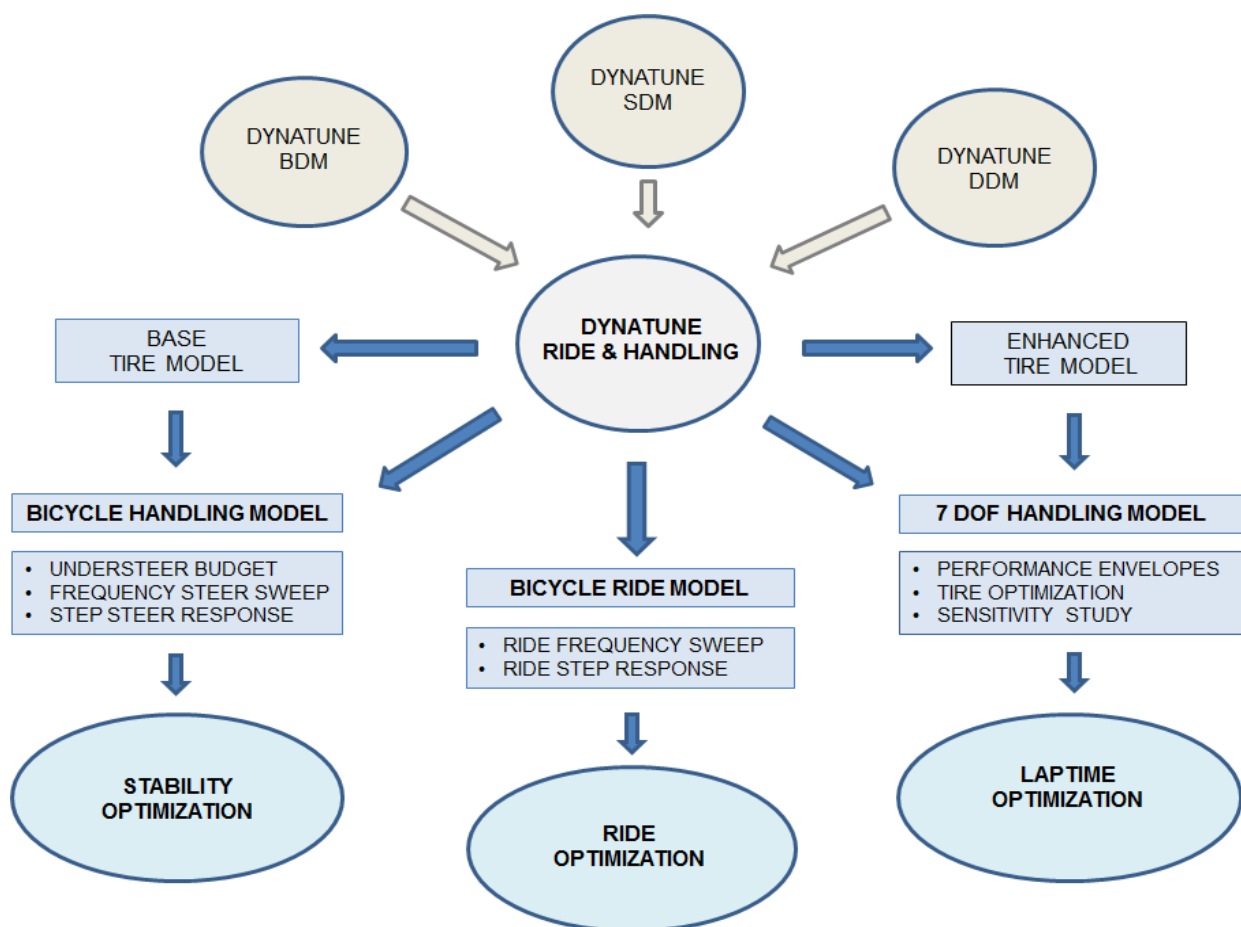 DYNATUNE
SDM
DYNATUNE
BDM
DYNATUNE
DDM
DYNATUNE
RIDE & HANDLING
BASE
TIRE MODEL
ENHANCED
TIRE MODEL
BICYCLE HANDLING MODEL
• UNDERSTEER BUDGET
• FREQUENCY STEER SWEEP
• STEP STEER RESPONSE
BICYCLE RIDE MODEL
• RIDE FREQUENCY SWEEP
• RIDE STEP RESPONSE
7 DOF HANDLING MODEL
• PERFORMANCE ENVELOPES
• TIRE OPTIMIZATION
• SENSITIVITY STUDY
STABILITY
OPTIMIZATION
RIDE
OPTIMIZATION
LAPTIME
OPTIMIZATION